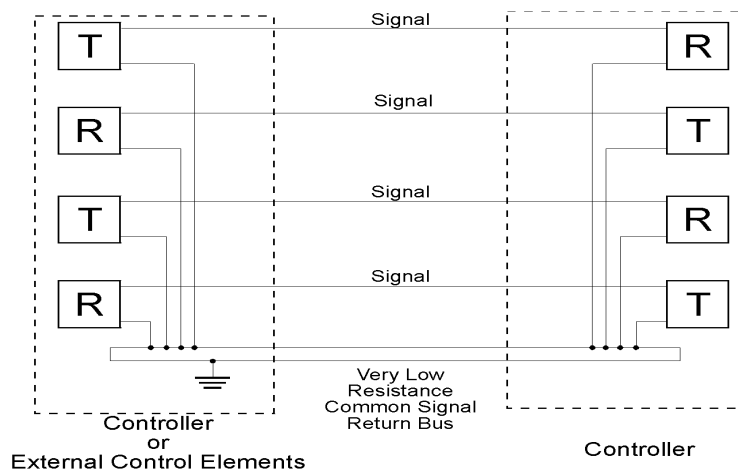 Signal
T
R
Signal
R
T
Signal
T
R
Signal
R
T
Very Low
Resistance
Common Signal
Return Bus
Controller
or
External Control Elements
Controller